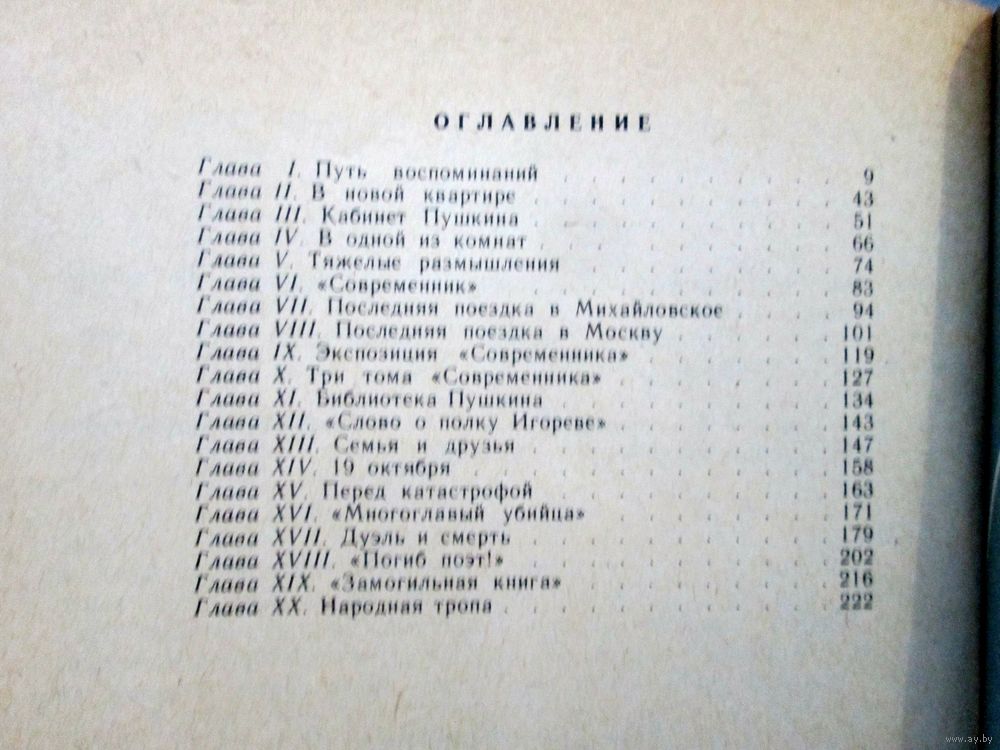 ОГЛАВЛЕНИЕ
Глава I. Путь воспоминаний 9
Глава II. В новой квартире 43
Глава III. Кабинет Пушкина 51
Глава IV. В одной из комнат 66
Глава V. Тяжелые размышления 74
Глава VI. «Современник» 83
Глава VII. Последняя поездка в Михайловское 94
Глава VIII. Последняя поездка в Москву 101
Глава IX. Экспозиция «Современника» 119
Глава X. Три тома «Современника» 127
Глава XI. Библиотека Пушкина 134
Глава XII. «Слово о полку Игореве» 143
Глава XIII. Семья и друзья 147
Глава XIV. 19 октября 158
Глава XV. Перед катастрофой 163
Глава XVI. «Многоглавый убийца» 171
Глава XVII. Дуэль и смерть 179
Глава XVIII. «Погиб поэт!» 202
Глава XIX. «Замогильная книга» 216
Глава XX. Народная тропа 222
www.ay.by